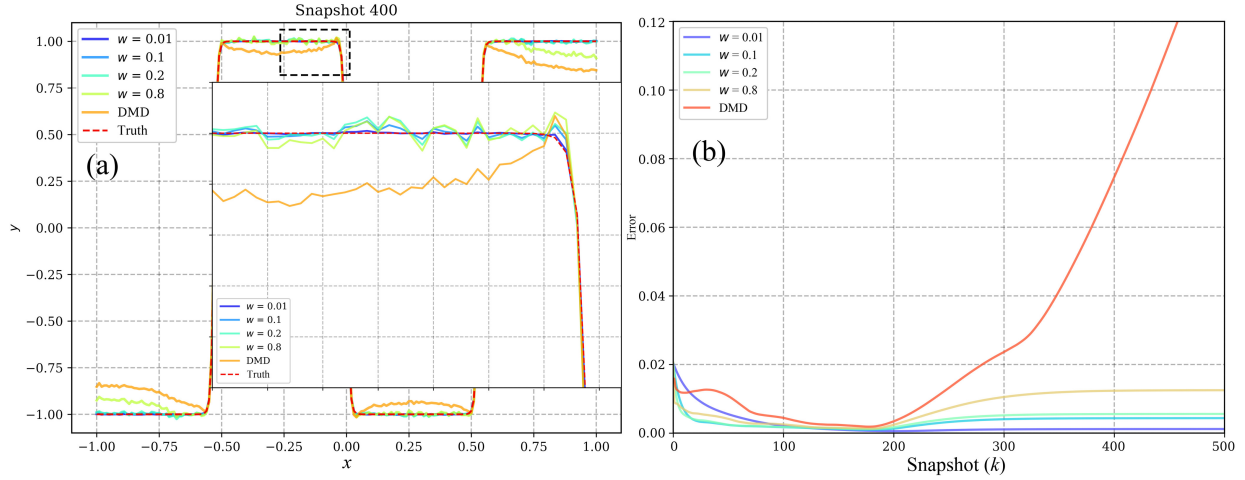 Snapshot 400
w = 0.01
w = 0.1
w = 0.2
w = 0.8
DMD
Truth
(a)
1.00
0.75
0.50
0.25
0.00
−0.25
−0.50
−0.75
−1.00
y
w = 0.01
w = 0.1
w = 0.2
w = 0.8
DMD
Truth
−1.00
−0.75
−0.50
−0.25
0.00
0.25
0.50
0.75
1.00
x
w = 0.01
w = 0.1
w = 0.2
w = 0.8
DMD
(b)
0.12
0.10
0.08
0.06
0.04
0.02
0.00
Error
0
100
200
300
400
500
Snapshot (k)